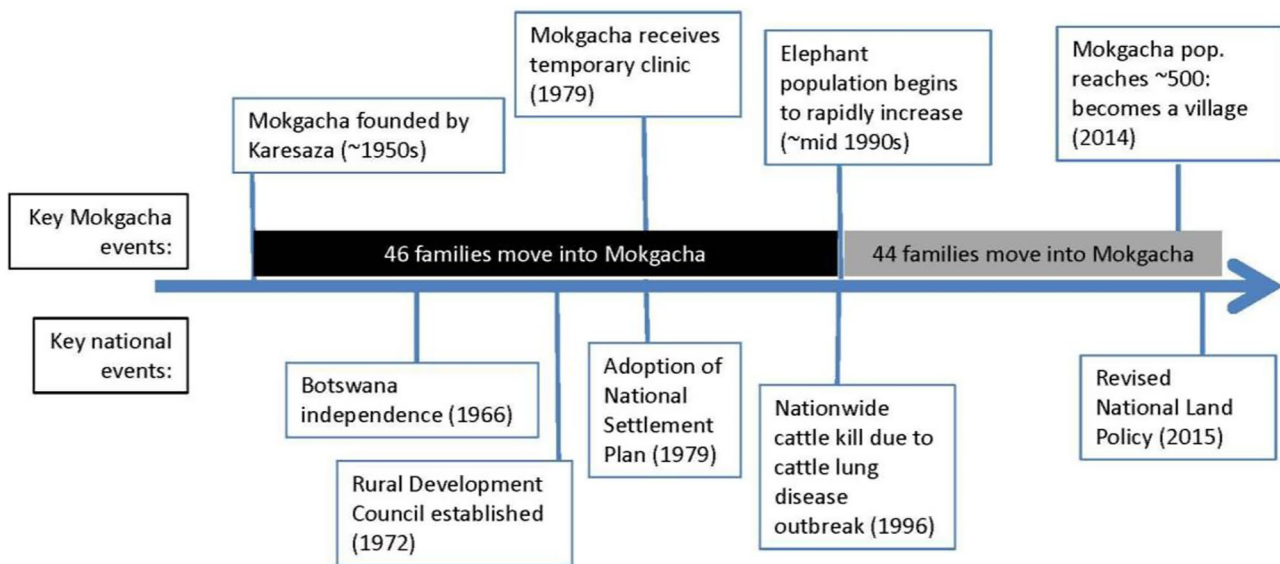 Mokgacha founded by
Karesaza (~1950s)
Mokgacha receives
temporary clinic
(1979)
Elephant
population begins
to rapidly increase
(~mid 1990s)
Mokgacha pop.
reaches ~500:
becomes a village
(2014)
Key Mokgacha
events:
46 families move into Mokgacha
44 families move into Mokgacha
Key national
events:
Botswana
independence (1966)
Rural Development
Council established
(1972)
Adoption of
National
Settlement
Plan (1979)
Nationwide
cattle kill due to
cattle lung
disease
outbreak (1996)
Revised
National Land
Policy (2015)